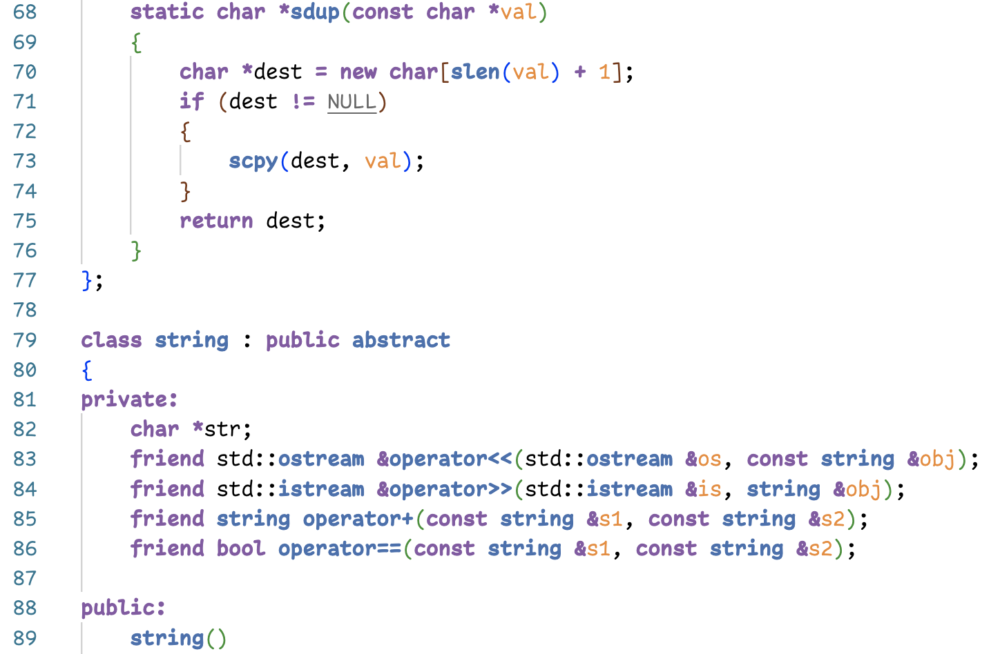 68 static char *sdup(const char *val)
69 {
70 char *dest = new char[slen(val) + 1];
71 if (dest != NULL)
72 {
73 scpy(dest, val);
74 }
75 return dest;
76 }
77 };
78
79 class string : public abstract
80 {
81 private:
82 char *str;
83 friend std::ostream &operator<<(std::ostream &os, const string &obj);
84 friend std::istream &operator>>(std::istream &is, string &obj);
85 friend string operator+(const string &s1, const string &s2);
86 friend bool operator==(const string &s1, const string &s2);
87
88 public:
89 string()